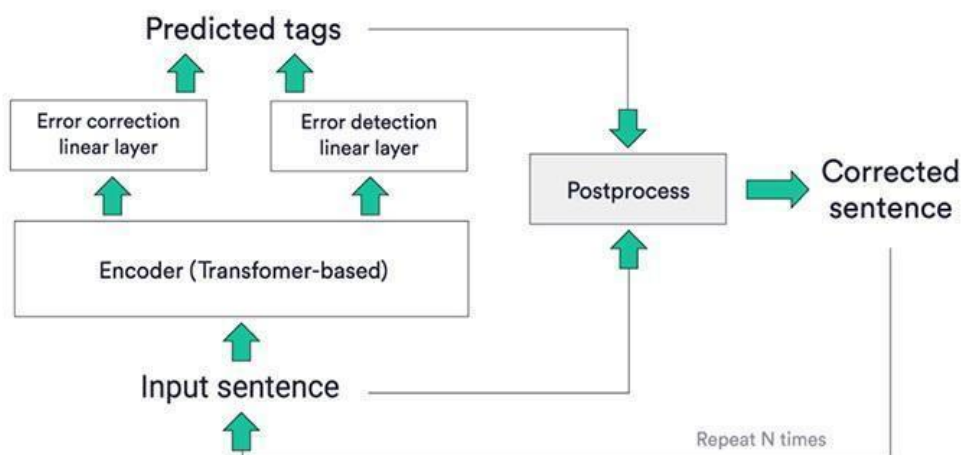 Predicted tags
Error correction
linear layer
Error detection
linear layer
Postprocess
Corrected
sentence
Encoder (Transfomer-based)
Input sentence
Repeat N times